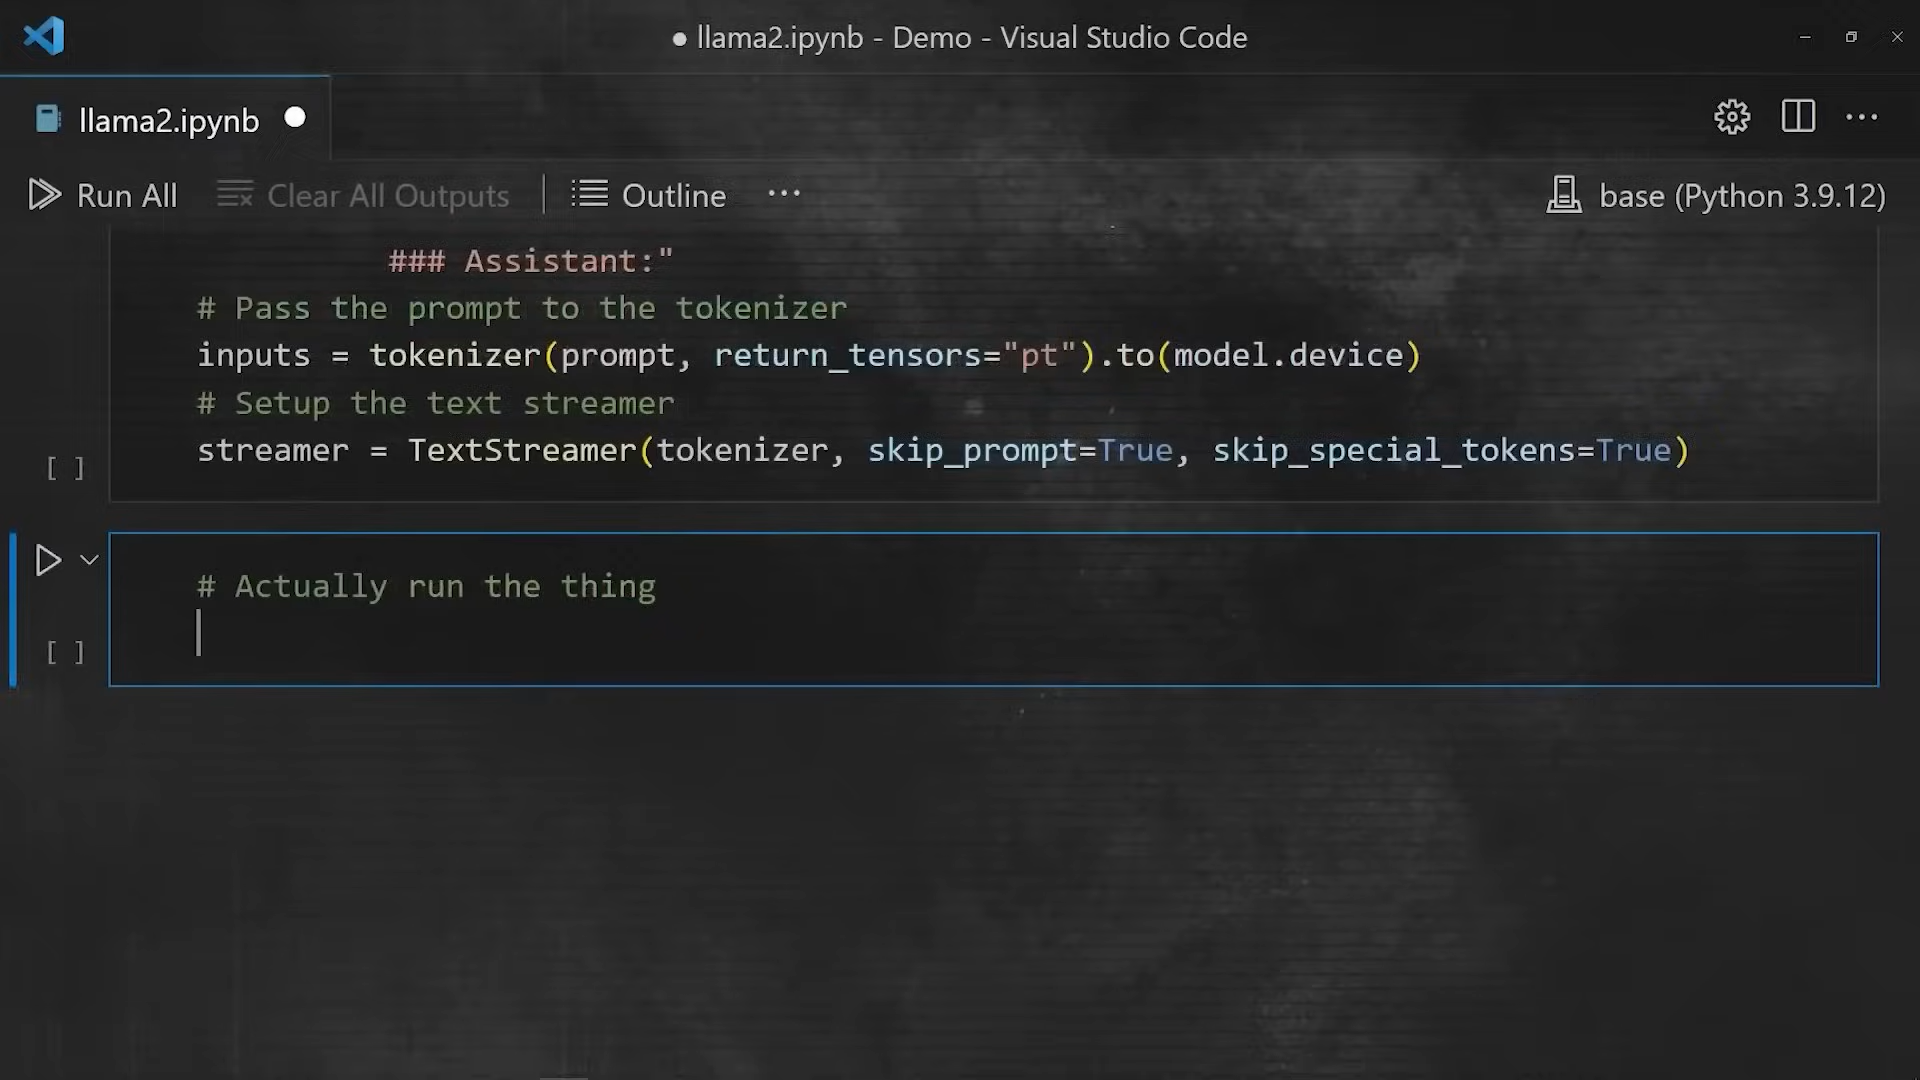 ● llama2.ipynb - Demo - Visual Studio Code
llama2.ipynb ●
Run All
Clear All Outputs
Outline
...
base (Python 3.9.12)
### Assistant:"
# Pass the prompt to the tokenizer
inputs = tokenizer(prompt, return_tensors="pt").to(model.device)
# Setup the text streamer
streamer = TextStreamer(tokenizer, skip_prompt=True, skip_special_tokens=True)
[ ]
# Actually run the thing
[ ]